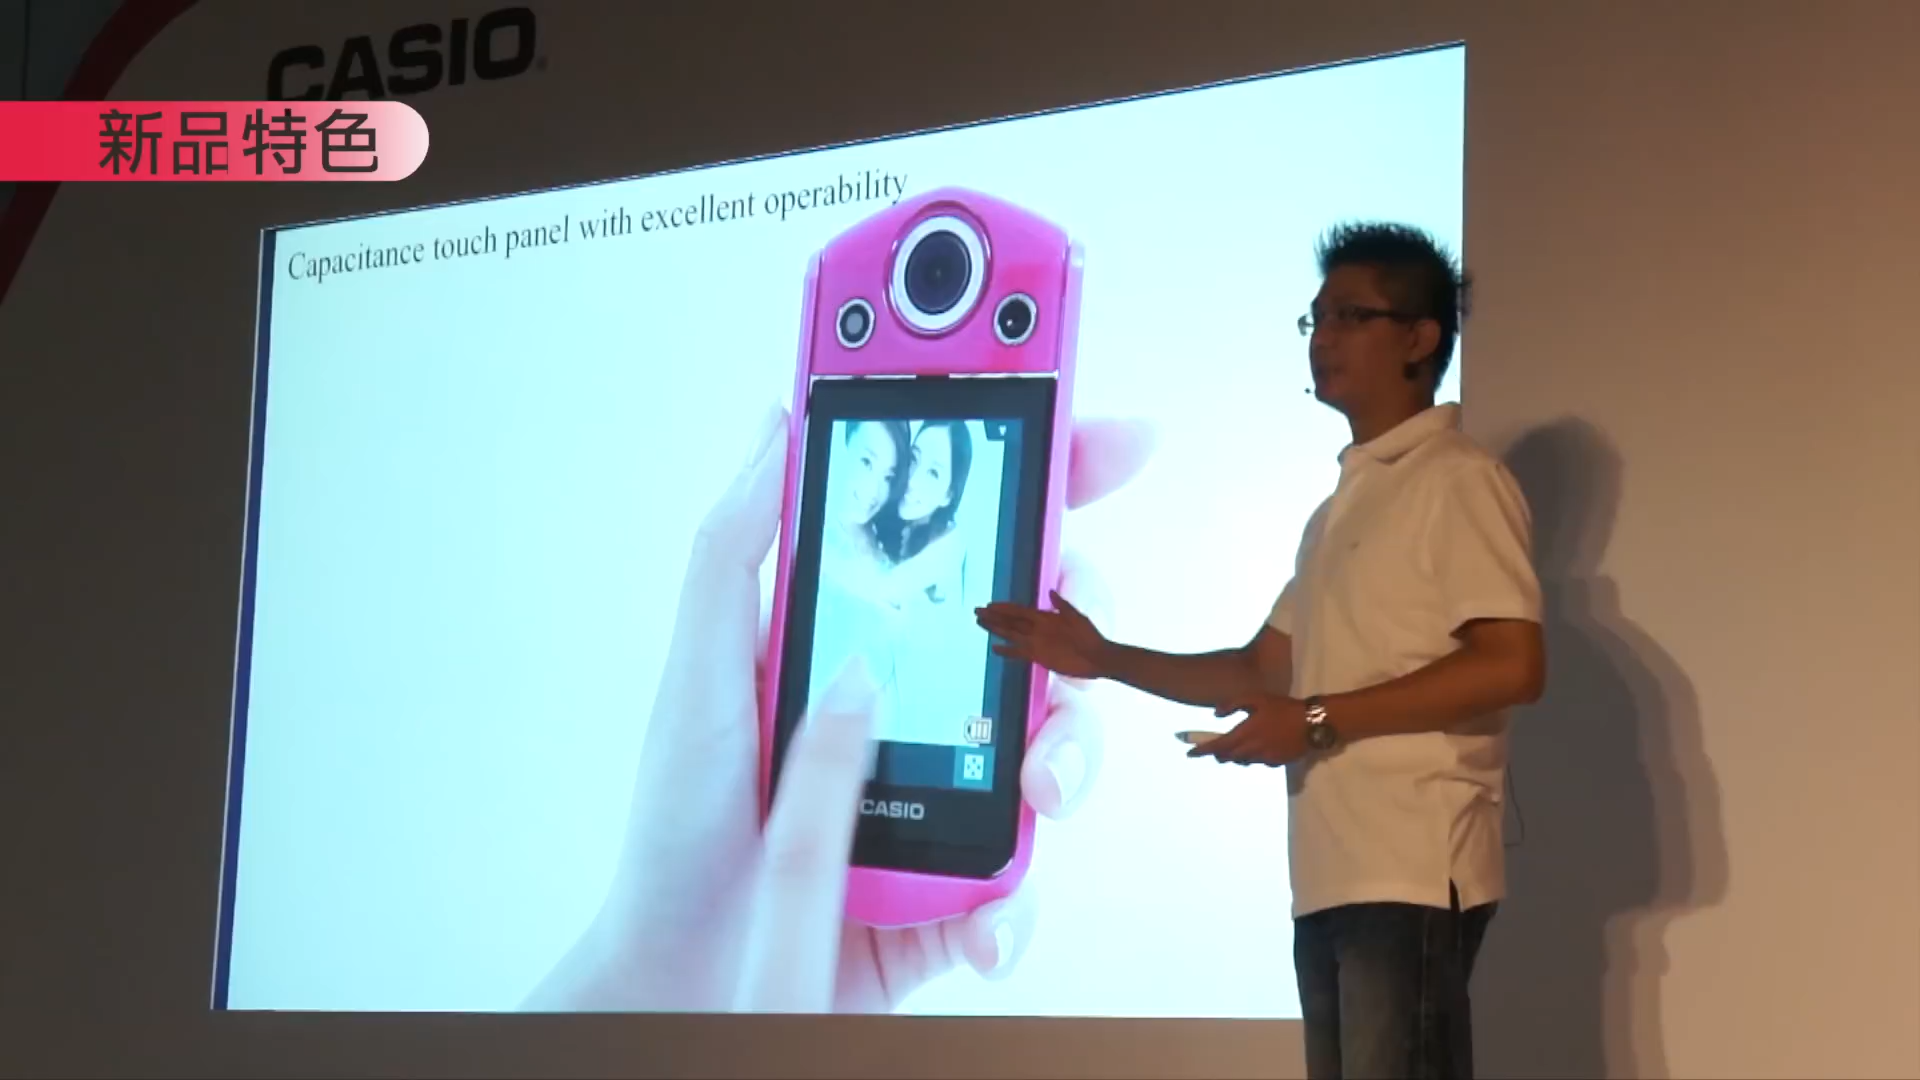 CASIO
新品特色
Capacitance touch panel with excellent operability
CASIO